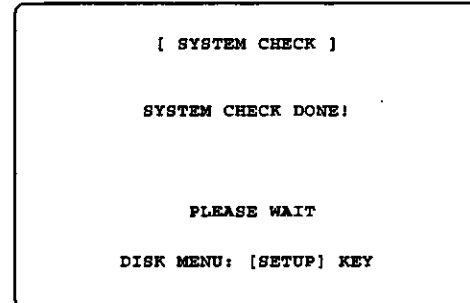 [ SYSTEM CHECK ]
SYSTEM CHECK DONE!
PLEASE WAIT
DISK MENU: [SETUP] KEY